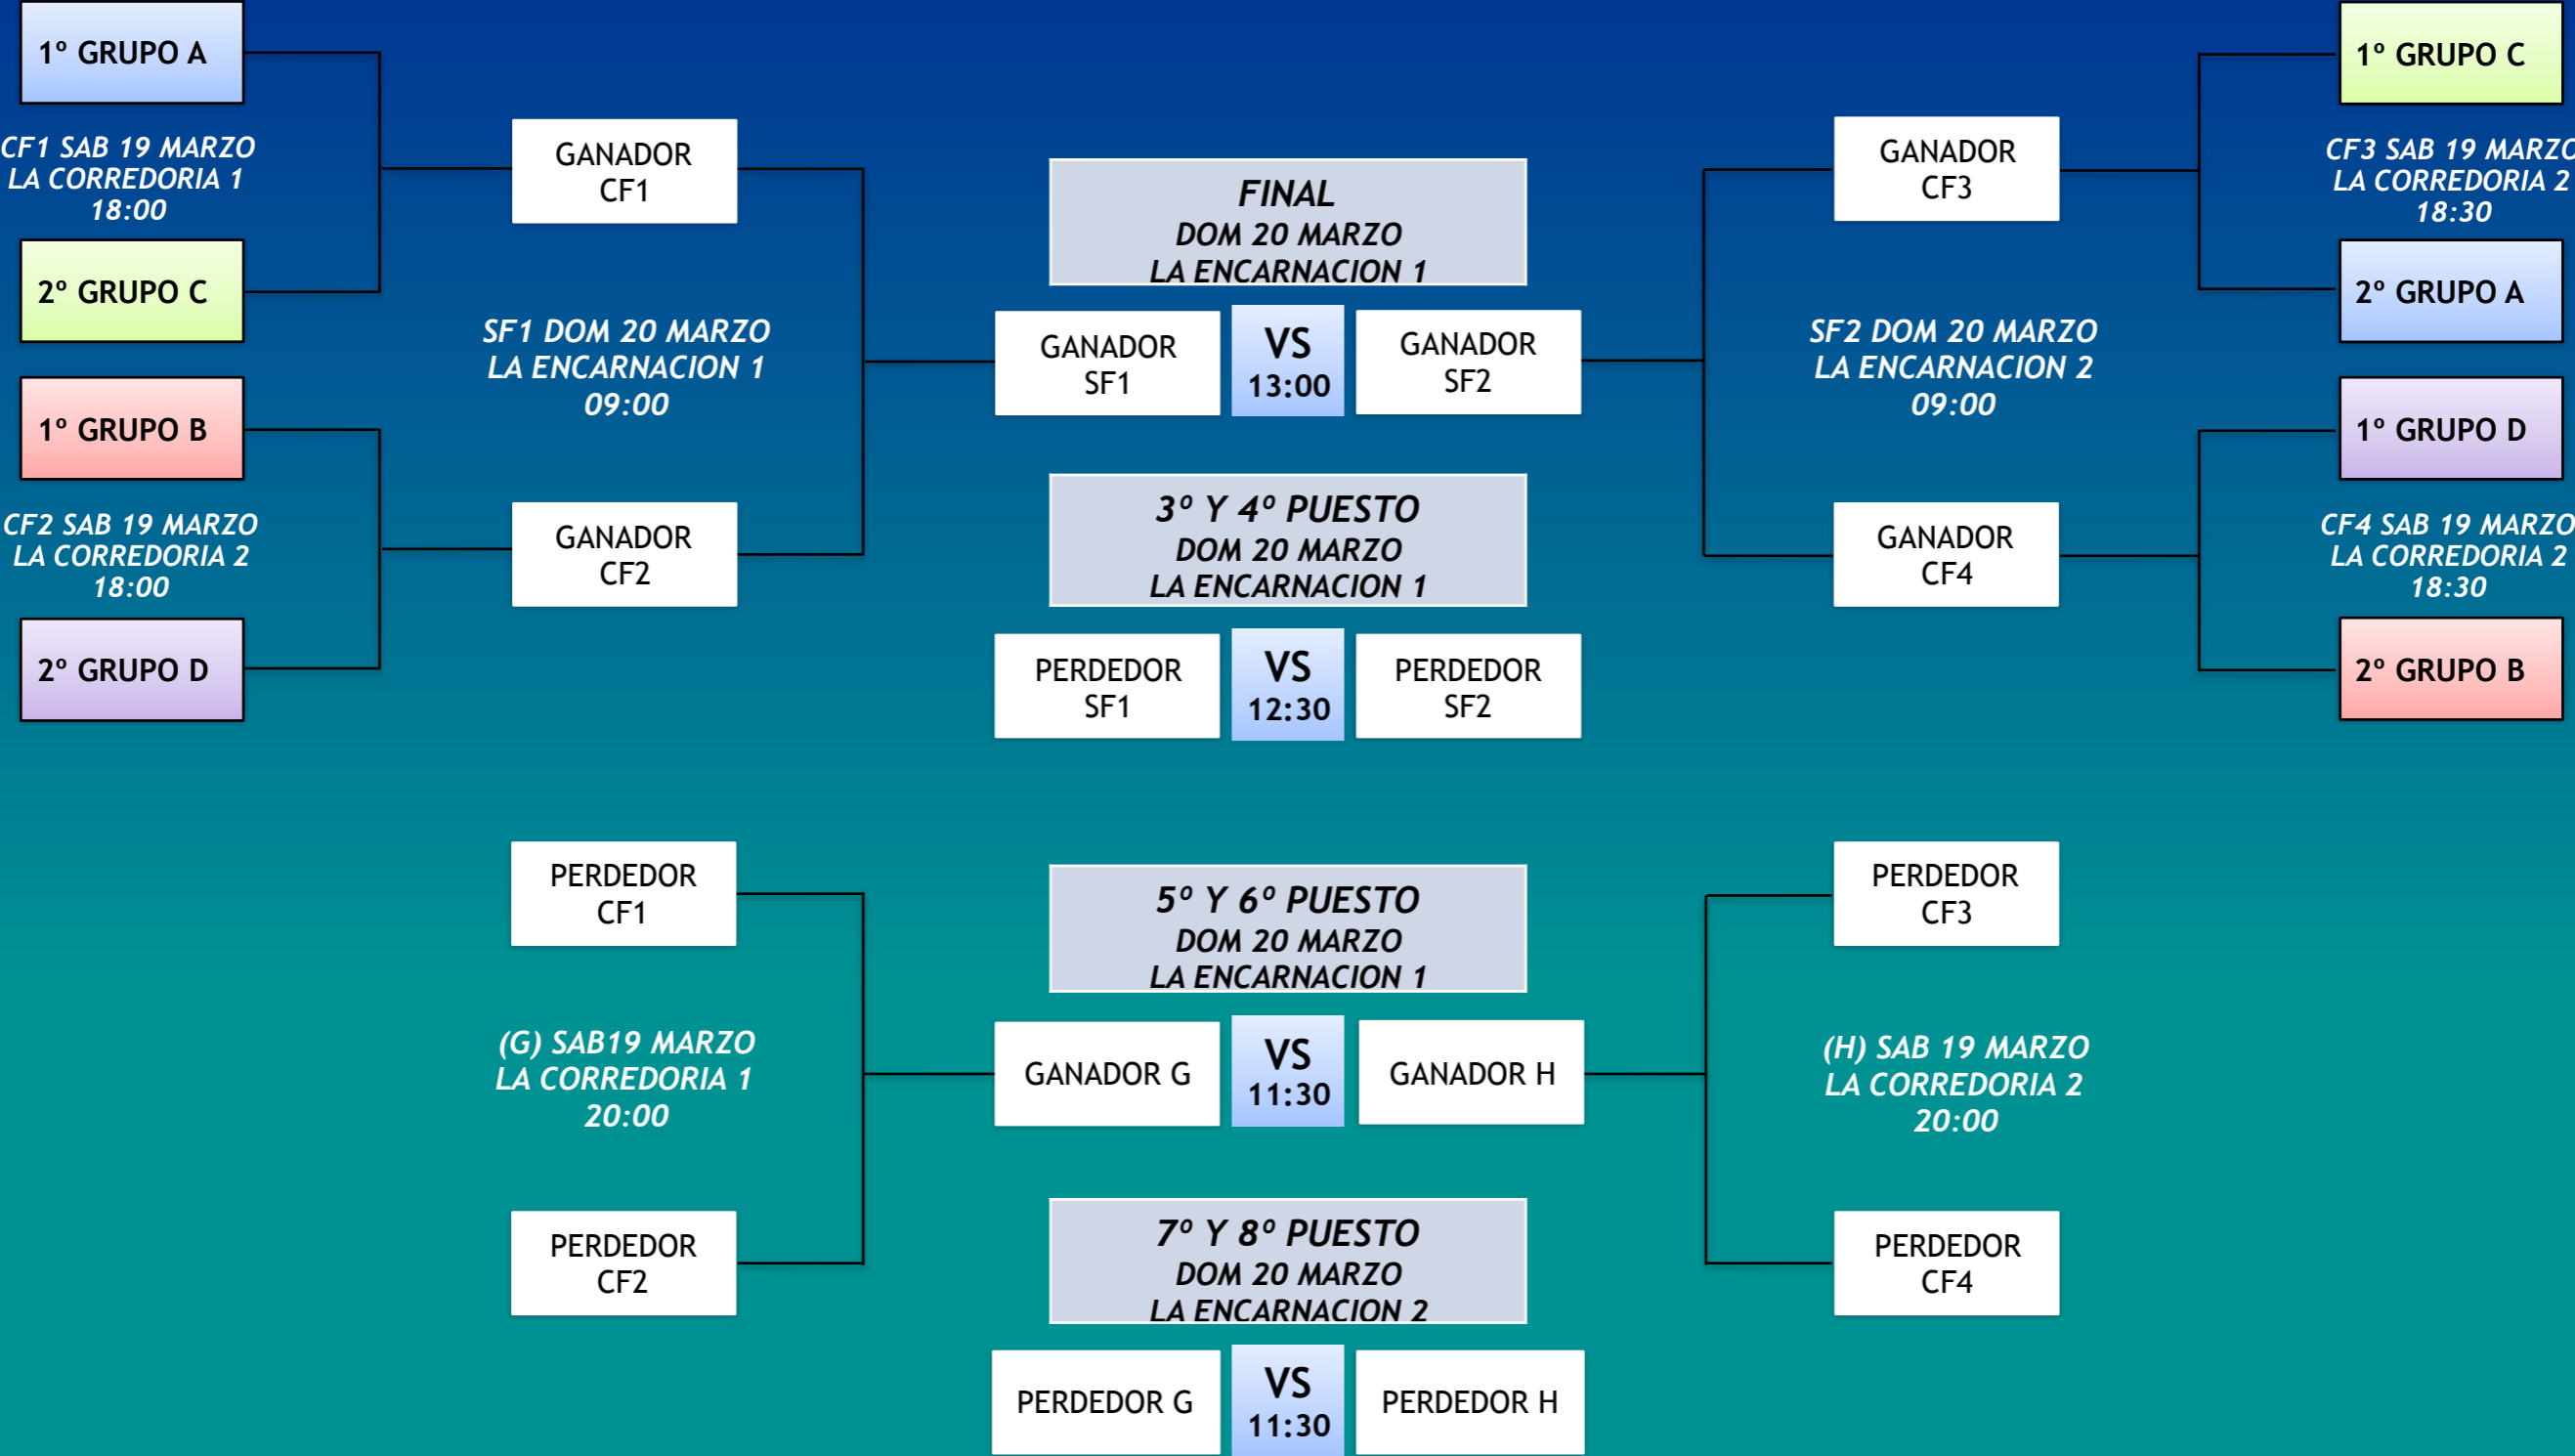 1º GRUPO A
CF1 SAB 19 MARZO
LA CORREDORIA 1
18:00
2º GRUPO C
1º GRUPO B
CF2 SAB 19 MARZO
LA CORREDORIA 2
18:00
2º GRUPO D
GANADOR
CF1
SF1 DOM 20 MARZO
LA ENCARNACION 1
09:00
GANADOR
CF2
FINAL
DOM 20 MARZO
LA ENCARNACION 1
GANADOR
SF1
VS
13:00
GANADOR
SF2
3º Y 4º PUESTO
DOM 20 MARZO
LA ENCARNACION 1
PERDEDOR
SF1
VS
12:30
PERDEDOR
SF2
GANADOR
CF3
SF2 DOM 20 MARZO
LA ENCARNACION 2
09:00
GANADOR
CF4
1º GRUPO C
CF3 SAB 19 MARZO
LA CORREDORIA 2
18:30
2º GRUPO A
1º GRUPO D
CF4 SAB 19 MARZO
LA CORREDORIA 2
18:30
2º GRUPO B
PERDEDOR
CF1
(G) SAB19 MARZO
LA CORREDORIA 1
20:00
PERDEDOR
CF2
5º Y 6º PUESTO
DOM 20 MARZO
LA ENCARNACION 1
GANADOR G
VS
11:30
GANADOR H
7º Y 8º PUESTO
DOM 20 MARZO
LA ENCARNACION 2
PERDEDOR G
VS
11:30
PERDEDOR H
PERDEDOR
CF3
(H) SAB 19 MARZO
LA CORREDORIA 2
20:00
PERDEDOR
CF4